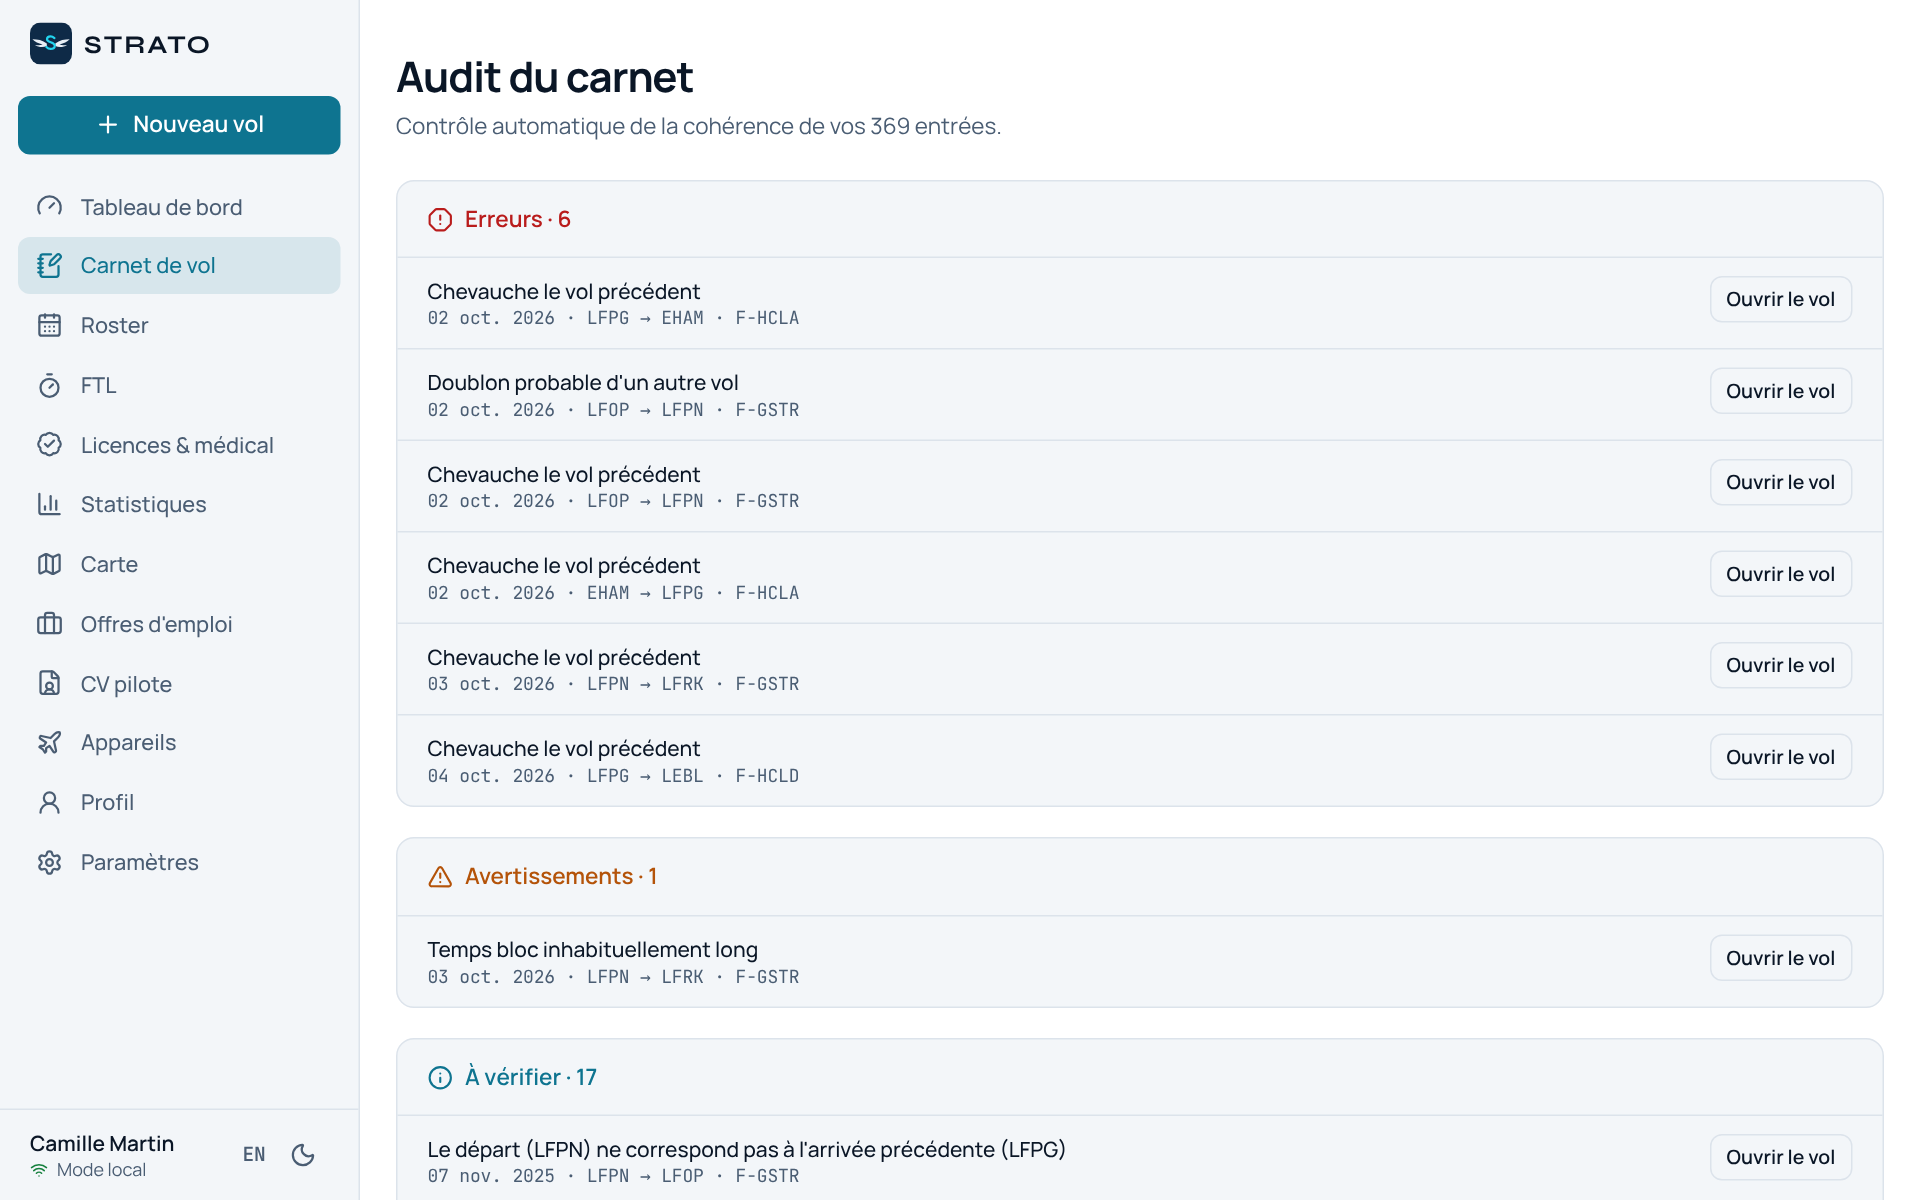 STRATO
Nouveau vol
Tableau de bord
Carnet de vol
Roster
FTL
Licences & médical
Statistiques
Carte
Offres d'emploi
CV pilote
Appareils
Profil
Paramètres
Camille Martin
Mode local
EN
Audit du carnet
Contrôle automatique de la cohérence de vos 369 entrées.
Erreurs · 6
Chevauche le vol précédent
02 oct. 2026 · LFPG → EHAM · F-HCLA
Ouvrir le vol
Doublon probable d'un autre vol
02 oct. 2026 · LFOP → LFPN · F-GSTR
Ouvrir le vol
Chevauche le vol précédent
02 oct. 2026 · LFOP → LFPN · F-GSTR
Ouvrir le vol
Chevauche le vol précédent
02 oct. 2026 · EHAM → LFPG · F-HCLA
Ouvrir le vol
Chevauche le vol précédent
03 oct. 2026 · LFPN → LFRK · F-GSTR
Ouvrir le vol
Chevauche le vol précédent
04 oct. 2026 · LFPG → LEBL · F-HCLD
Ouvrir le vol
Avertissements · 1
Temps bloc inhabituellement long
03 oct. 2026 · LFPN → LFRK · F-GSTR
Ouvrir le vol
À vérifier · 17
Le départ (LFPN) ne correspond pas à l'arrivée précédente (LFPG)
07 nov. 2025 · LFPN → LFOP · F-GSTR
Ouvrir le vol